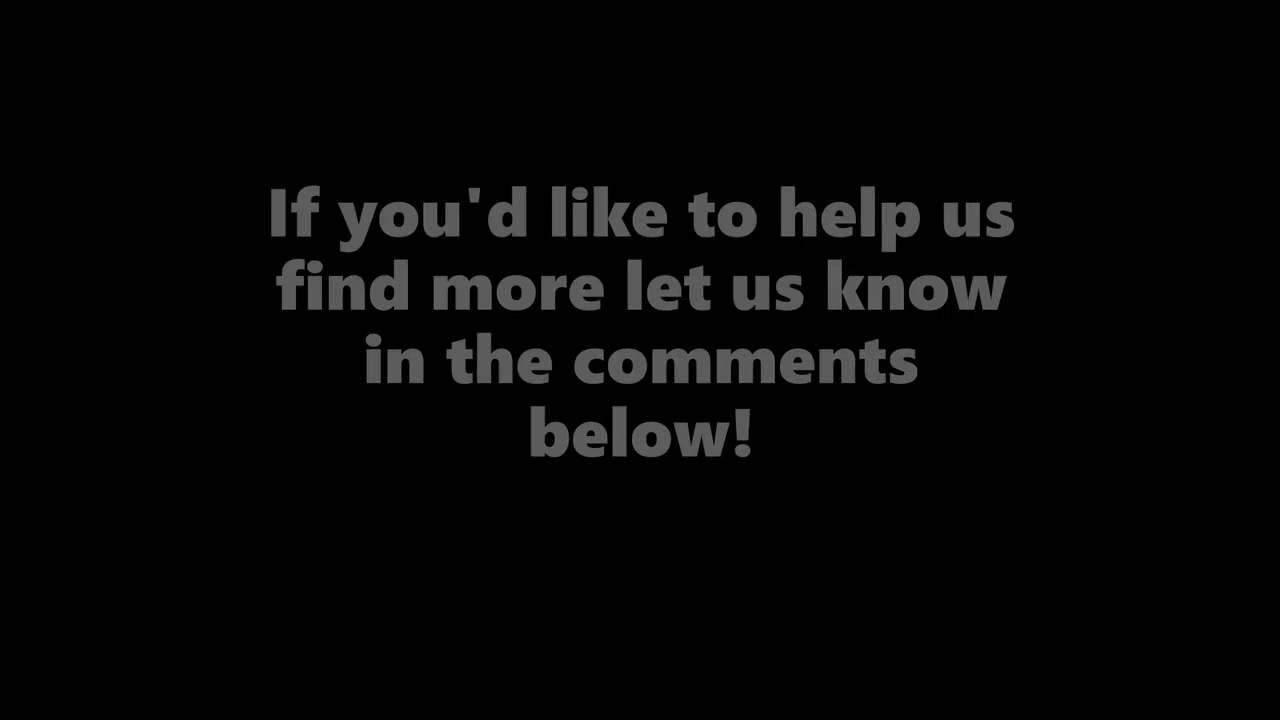 If you'd like to help us
find more let us know
in the comments
below!